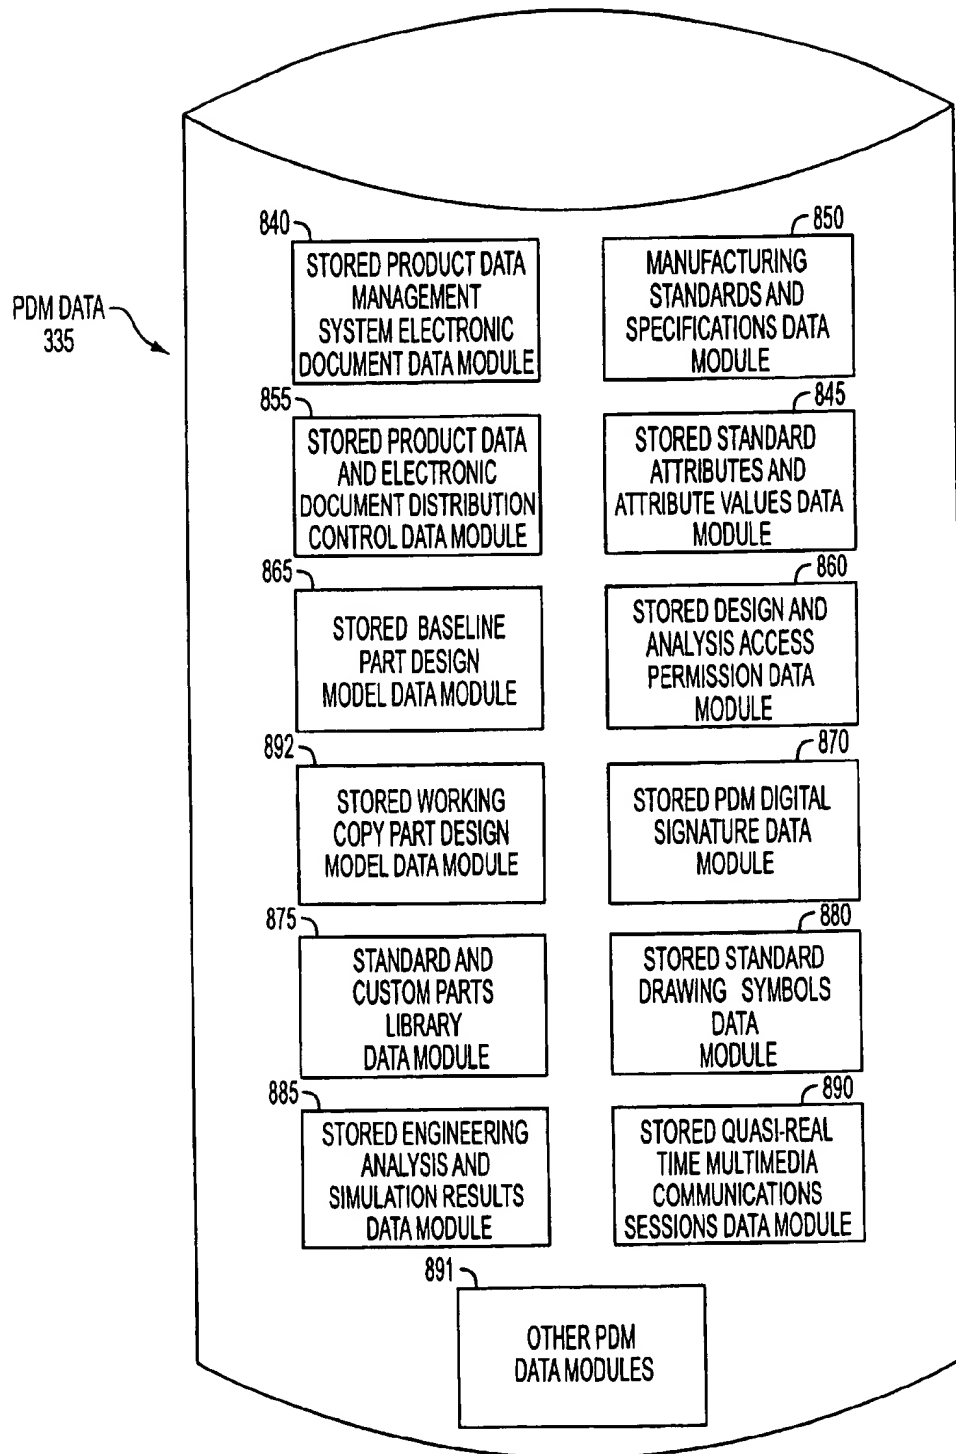 PDM DATA
335
840
STORED PRODUCT DATA
MANAGEMENT
SYSTEM ELECTRONIC
DOCUMENT DATA MODULE
850
MANUFACTURING
STANDARDS AND
SPECIFICATIONS DATA
MODULE
855
STORED PRODUCT DATA
AND ELECTRONIC
DOCUMENT DISTRIBUTION
CONTROL DATA MODULE
845
STORED STANDARD
ATTRIBUTES AND
ATTRIBUTE VALUES DATA
MODULE
865
STORED BASELINE
PART DESIGN
MODEL DATA MODULE
860
STORED DESIGN AND
ANALYSIS ACCESS
PERMISSION DATA
MODULE
892
STORED WORKING
COPY PART DESIGN
MODEL DATA MODULE
870
STORED PDM DIGITAL
SIGNATURE DATA
MODULE
875
STANDARD AND
CUSTOM PARTS
LIBRARY
DATA MODULE
880
STORED STANDARD
DRAWING SYMBOLS
DATA
MODULE
885
STORED ENGINEERING
ANALYSIS AND
SIMULATION RESULTS
DATA MODULE
890
STORED QUASI-REAL
TIME MULTIMEDIA
COMMUNICATIONS
SESSIONS DATA MODULE
891
OTHER PDM
DATA MODULES